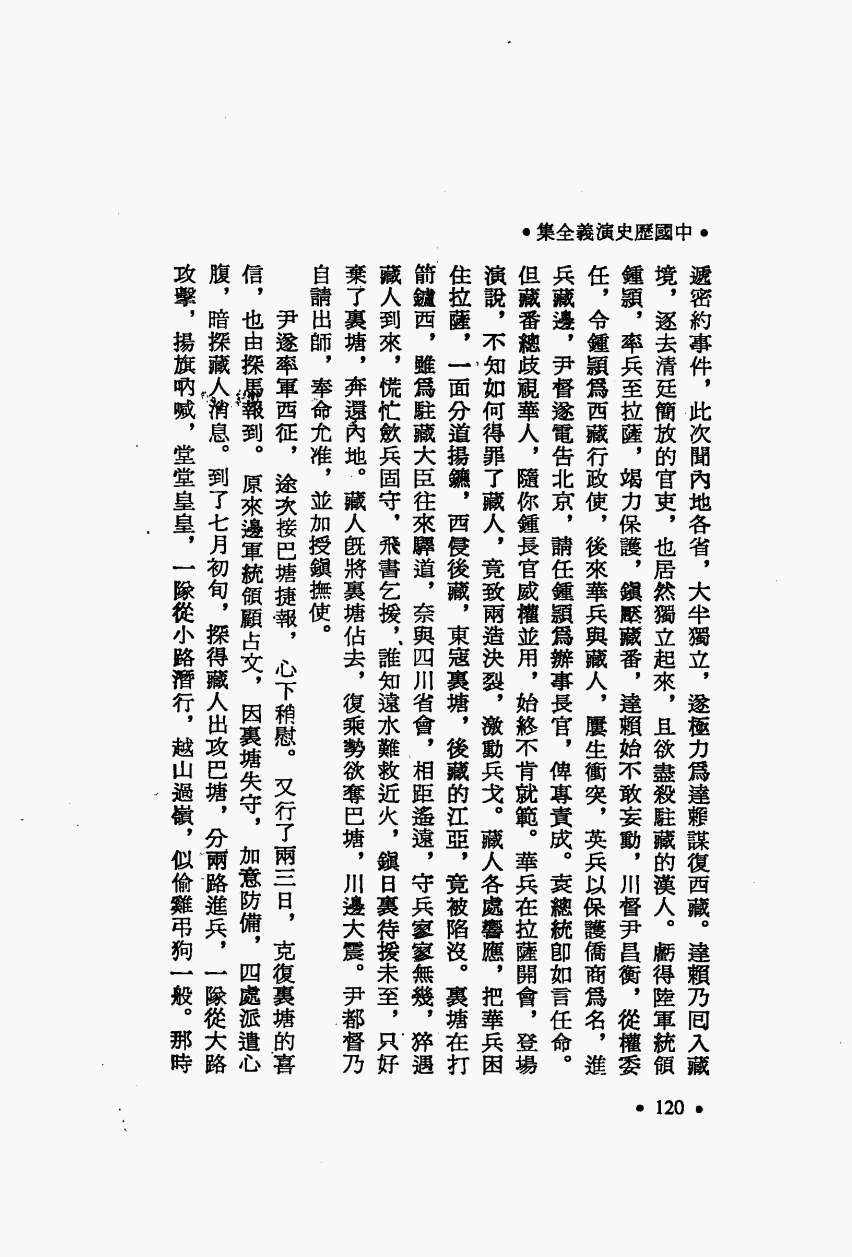 •中國歷史演義全集•
遞密約事件，此次聞內地各省，大半獨立，遂極力爲達賴謀復西藏。達賴乃囘入藏
境，逐去清廷簡放的官吏，也居然獨立起來，且欲盡殺駐藏的漢人。虧得陸軍統領
鍾顥，率兵至拉薩，竭力保護，鎭壓藏番，達賴始不敢妄動，川督尹昌衡，從權委
任，令鍾顥爲西藏行政使，後來華兵與藏人，屢生衝突，英兵以保護僑商爲名，進
兵藏邊，尹督遂電告北京，請任鍾顥爲辦事長官，俾專責成。袁總統卽如言任命。
但藏番總歧視華人，隨你鍾長官威權並用，始終不肯就範。華兵在拉薩開會，登場
演說，不知如何得罪了藏人，竟致兩造決裂，激動兵戈。藏人各處響應，把華兵困
住拉薩，一面分道揚鑣，西侵後藏，東寇裏塘，後藏的江亞，竟被陷沒。裏塘在打
箭鑪西，雖爲駐藏大臣往來驛道，奈與四川省會，相距遙遠，守兵寥寥無幾，猝遇
藏人到來，慌忙斂兵固守，飛書乞援，誰知遠水難救近火，鎭日裏待援未至，只好
棄了裏塘，奔還內地。藏人旣將裏塘佔去，復乘勢欲奪巴塘，川邊大震。尹都督乃
自請出師，奉命允准，並加授鎭撫使。
尹遂率軍西征，途次接巴塘捷報，心下稍慰。又行了兩三日，克復裏塘的喜
信，也由探馬報到。原來邊軍統領顧占文，因裏塘失守，加意防備，四處派遣心
腹，暗探藏人消息。到了七月初旬，探得藏人出攻巴塘，分兩路進兵，一隊從大路
攻擊，揚旗吶喊，堂堂皇皇，一隊從小路潛行，越山過嶺，似偷雞弔狗一般。那時
•120•